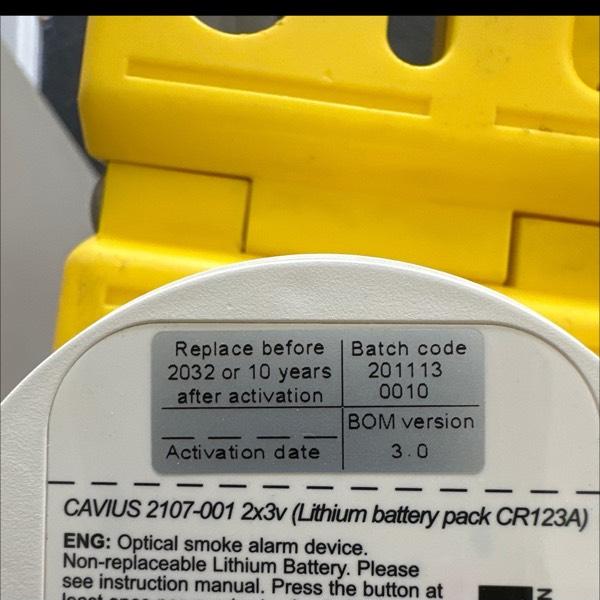 Replace before
2032 or 10 years
after activation
Activation date
Batch code
201113
0010
BOM version
3.0
CAVIUS 2107-001 2x3v (Lithium battery pack CR123A)
ENG: Optical smoke alarm device.
Non-replaceable Lithium Battery. Please
see instruction manual. Press the button at
N